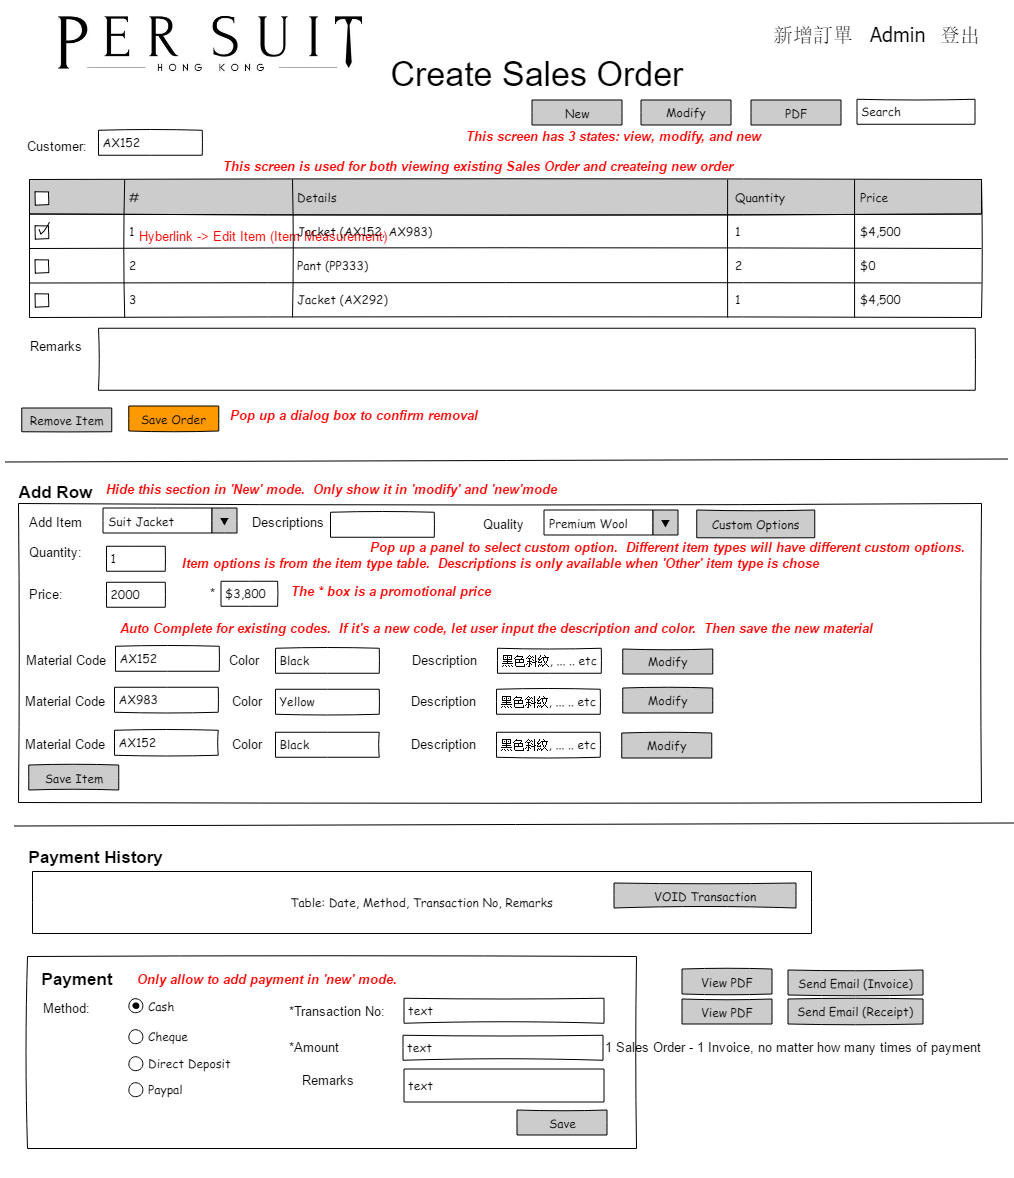 PER SUIT
HONG KONG
新增訂單 Admin 登出
Create Sales Order
New Modify PDF Search
Customer: AX152
This screen has 3 states: view, modify, and new
This screen is used for both viewing existing Sales Order and createing new order
# Details Quantity Price
1 Jacket (AX152, AX983) 1 $4,500
Hyberlink -> Edit Item (Item Measurement)
2 Pant (PP333) 2 $0
3 Jacket (AX292) 1 $4,500
Remarks
Remove Item Save Order Pop up a dialog box to confirm removal
Add Row Hide this section in 'New' mode. Only show it in 'modify' and 'new'mode
Add Item Suit Jacket Descriptions Quality Premium Wool Custom Options
Quantity: 1
Pop up a panel to select custom option. Different item types will have different custom options.
Item options is from the item type table. Descriptions is only available when 'Other' item type is chose
Price: 2000 * $3,800 The * box is a promotional price
Auto Complete for existing codes. If it's a new code, let user input the description and color. Then save the new material
Material Code AX152 Color Black Description 黑色斜紋, ... .. etc Modify
Material Code AX983 Color Yellow Description 黑色斜紋, ... .. etc Modify
Material Code AX152 Color Black Description 黑色斜紋, ... .. etc Modify
Save Item
Payment History
Table: Date, Method, Transaction No, Remarks VOID Transaction
Payment Only allow to add payment in 'new' mode.
Method: Cash *Transaction No: text
Cheque
*Amount text
Direct Deposit
Remarks text
Paypal
Save
View PDF Send Email (Invoice)
View PDF Send Email (Receipt)
1 Sales Order - 1 Invoice, no matter how many times of payment